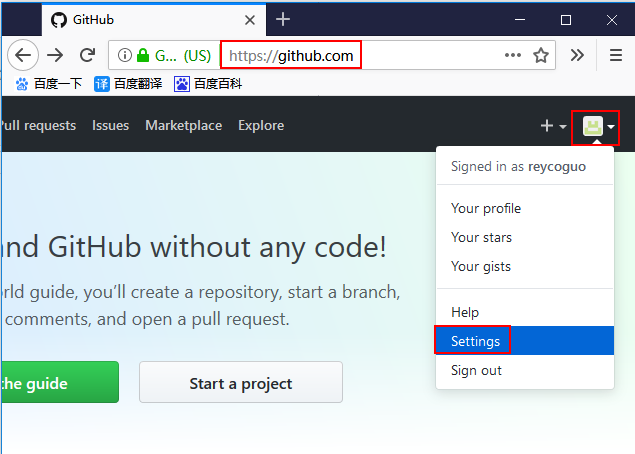 GitHub
G... (US) https://github.com
百度一下 百度翻译 百度百科
Pull requests Issues Marketplace Explore
Signed in as reycoguo
Your profile
Your stars
Your gists
Help
Settings
Sign out
and GitHub without any code!
orld guide, you’ll create a repository, start a branch,
comments, and open a pull request.
the guide
Start a project